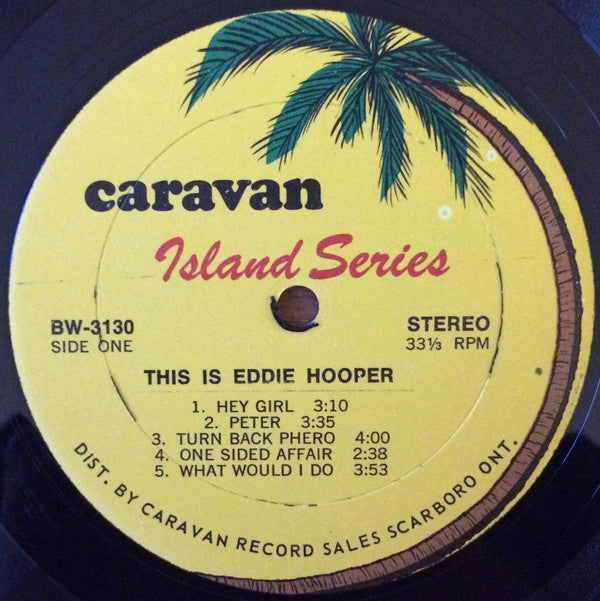 caravan
Island Series
BW-3130
SIDE ONE
STEREO
33⅓ RPM
THIS IS EDDIE HOOPER
1. HEY GIRL 3:10
2. PETER 3:35
3. TURN BACK PHERO 4:00
4. ONE SIDED AFFAIR 2:38
5. WHAT WOULD I DO 3:53
DIST. BY CARAVAN RECORD SALES SCARBORO ONT.